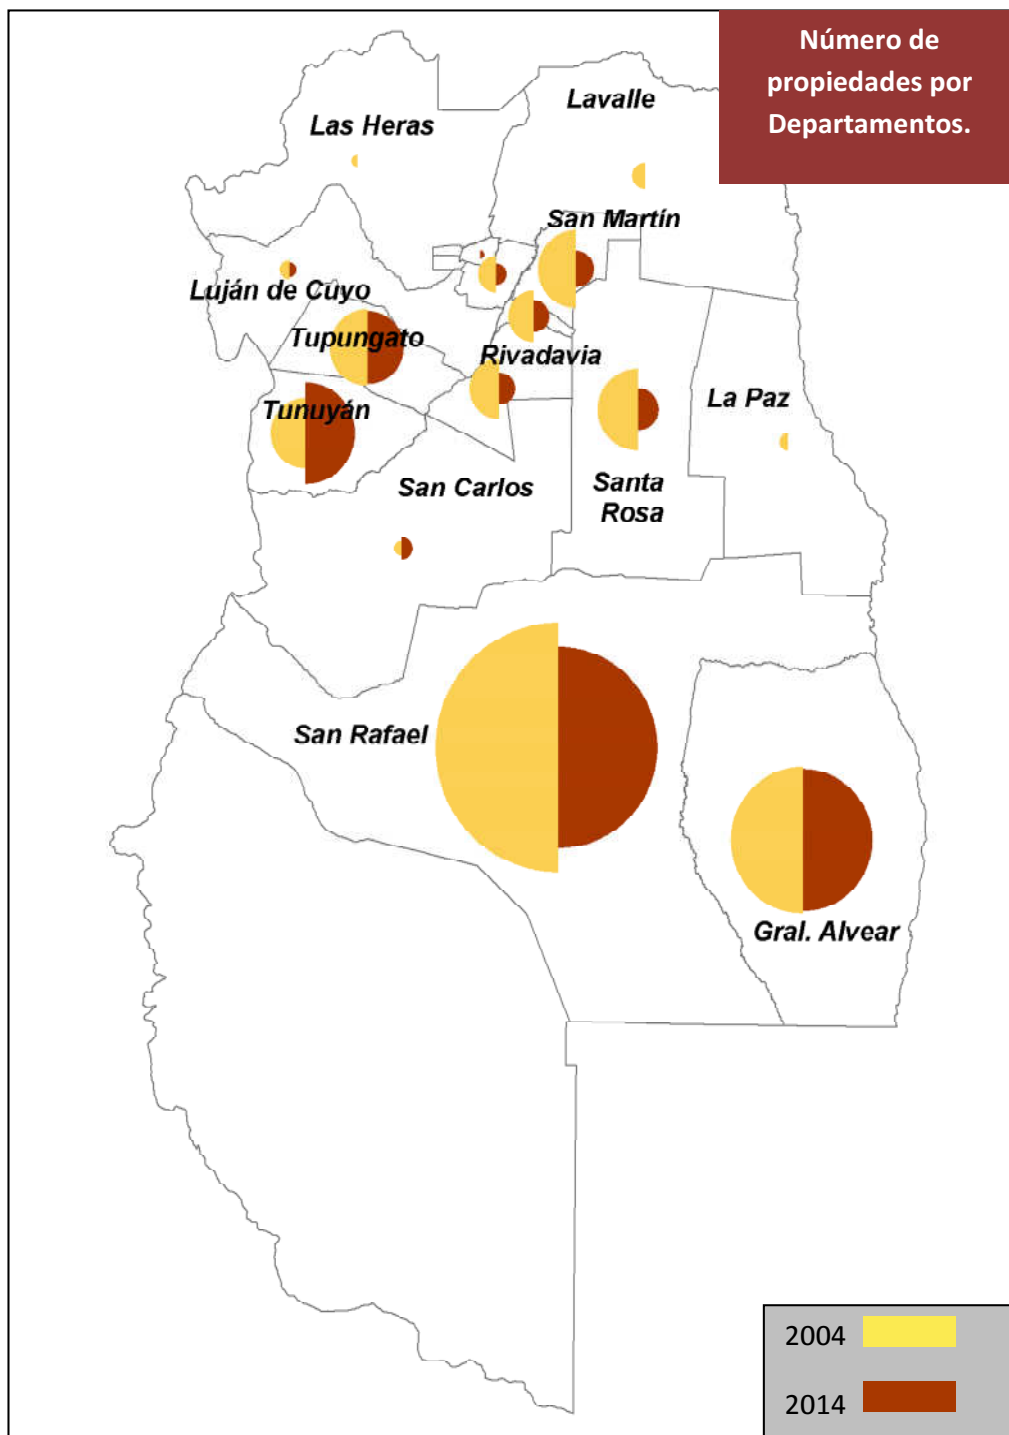 Número de
propiedades por
Departamentos.
Lavalle
Las Heras
San Martín
Luján de Cuyo
Tupungato
Rivadavia
La Paz
Tunuyán
San Carlos
Santa
Rosa
San Rafael
Gral. Alvear
2004
2014